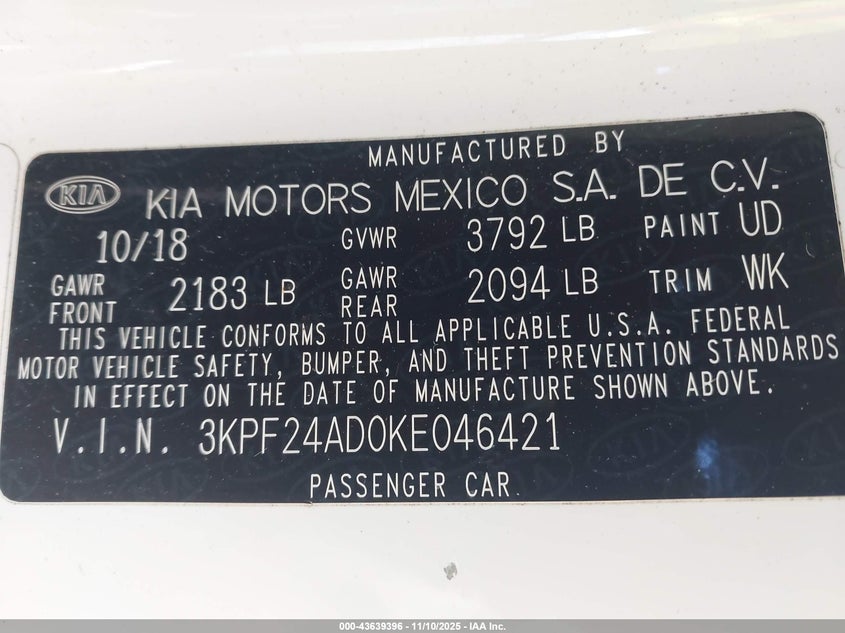 MANUFACTURED BY
KIA KIA MOTORS MEXICO S.A. DE C.V.
10/18 GVWR 3792 LB PAINT UD
GAWR FRONT 2183 LB GAWR REAR 2094 LB TRIM WK
THIS VEHICLE CONFORMS TO ALL APPLICABLE U.S.A. FEDERAL
MOTOR VEHICLE SAFETY, BUMPER, AND THEFT PREVENTION STANDARDS
IN EFFECT ON THE DATE OF MANUFACTURE SHOWN ABOVE.
V.I.N. 3KPF24AD0KE046421
PASSENGER CAR
000-43639396 - 11/10/2025 - IAA Inc.